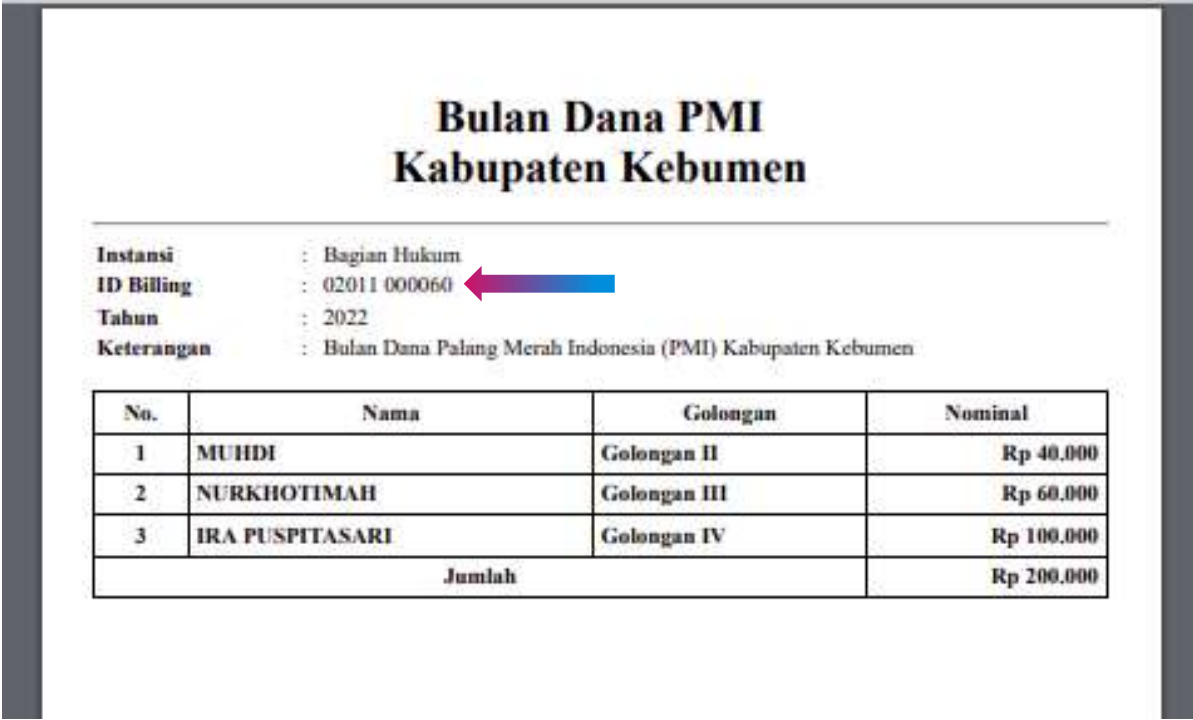 Bulan Dana PMI
Kabupaten Kebumen
Instansi : Bagian Hukum
ID Billing : 02011 000060
Tahun : 2022
Keterangan : Bulan Dana Palang Merah Indonesia (PMI) Kabupaten Kebumen
No. Nama Golongan Nominal
1 MUHDI Golongan II Rp 40.000
2 NURKHOTIMAH Golongan III Rp 60.000
3 IRA PUSPITASARI Golongan IV Rp 100.000
Jumlah Rp 200.000